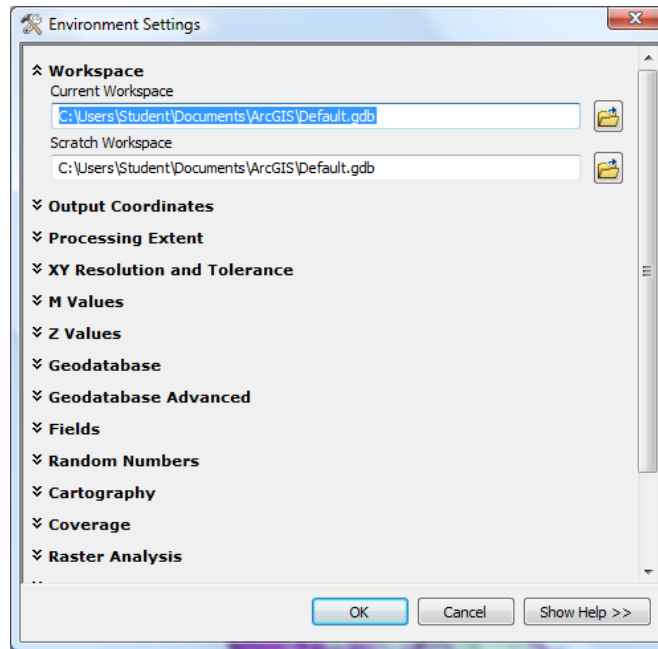 Environment Settings
Workspace
Current Workspace
C:\Users\Student\Documents\ArcGIS\Default.gdb
Scratch Workspace
C:\Users\Student\Documents\ArcGIS\Default.gdb
Output Coordinates
Processing Extent
XY Resolution and Tolerance
M Values
Z Values
Geodatabase
Geodatabase Advanced
Fields
Random Numbers
Cartography
Coverage
Raster Analysis
OK Cancel Show Help >>